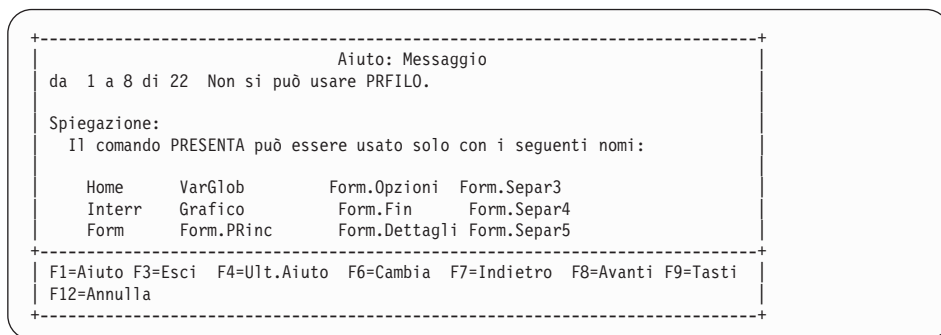 Aiuto: Messaggio
da 1 a 8 di 22 Non si può usare PRFILO.
Spiegazione:
Il comando PRESENTA può essere usato solo con i seguenti nomi:
Home VarGlob Form.Opzioni Form.Separ3
Interr Grafico Form.Fin Form.Separ4
Form Form.PRinc Form.Dettagli Form.Separ5
F1=Aiuto F3=Esci F4=Ult.Aiuto F6=Cambia F7=Indietro F8=Avanti F9=Tasti
F12=Annulla